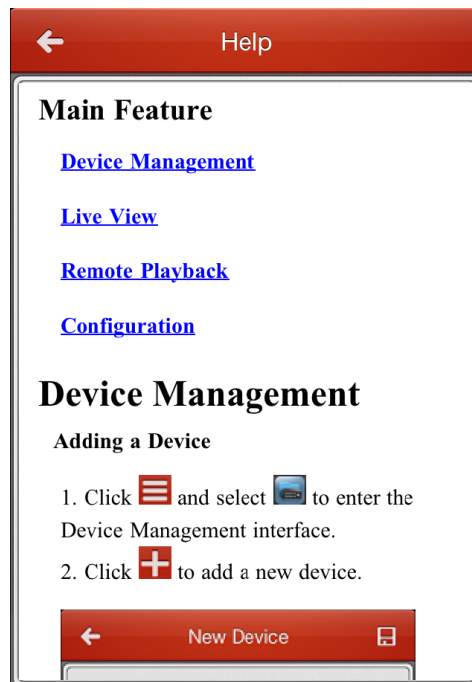 Help
Main Feature
Device Management
Live View
Remote Playback
Configuration
Device Management
Adding a Device
1. Click and select to enter the
Device Management interface.
2. Click to add a new device.
New Device